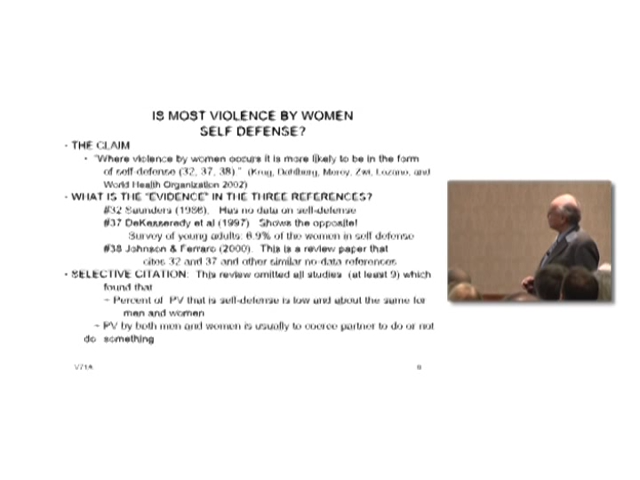 IS MOST VIOLENCE BY WOMEN
SELF DEFENSE?
- THE CLAIM
- "Where violence by women occurs it is more likely to be in the form
of self-defense (32, 37, 38)." (Krug, Dahlberg, Mercy, Zwi, Lozano, and
World Health Organization 2002)
- WHAT IS THE "EVIDENCE" IN THE THREE REFERENCES?
#32 Saunders (1986). Has no data on self-defense
#37 DeKeseredy et al (1997) Shows the opposite!
Survey of young adults: 6.9% of the women in self defense
#38 Johnson & Ferraro (2000). This is a review paper that
cites 32 and 37 and other similar no-data references
- SELECTIVE CITATION: This review omitted all studies (at least 9) which
found that
– Percent of PV that is self-defense is low and about the same for
men and women
– PV by both men and women is usually to coerce partner to do or not
do something